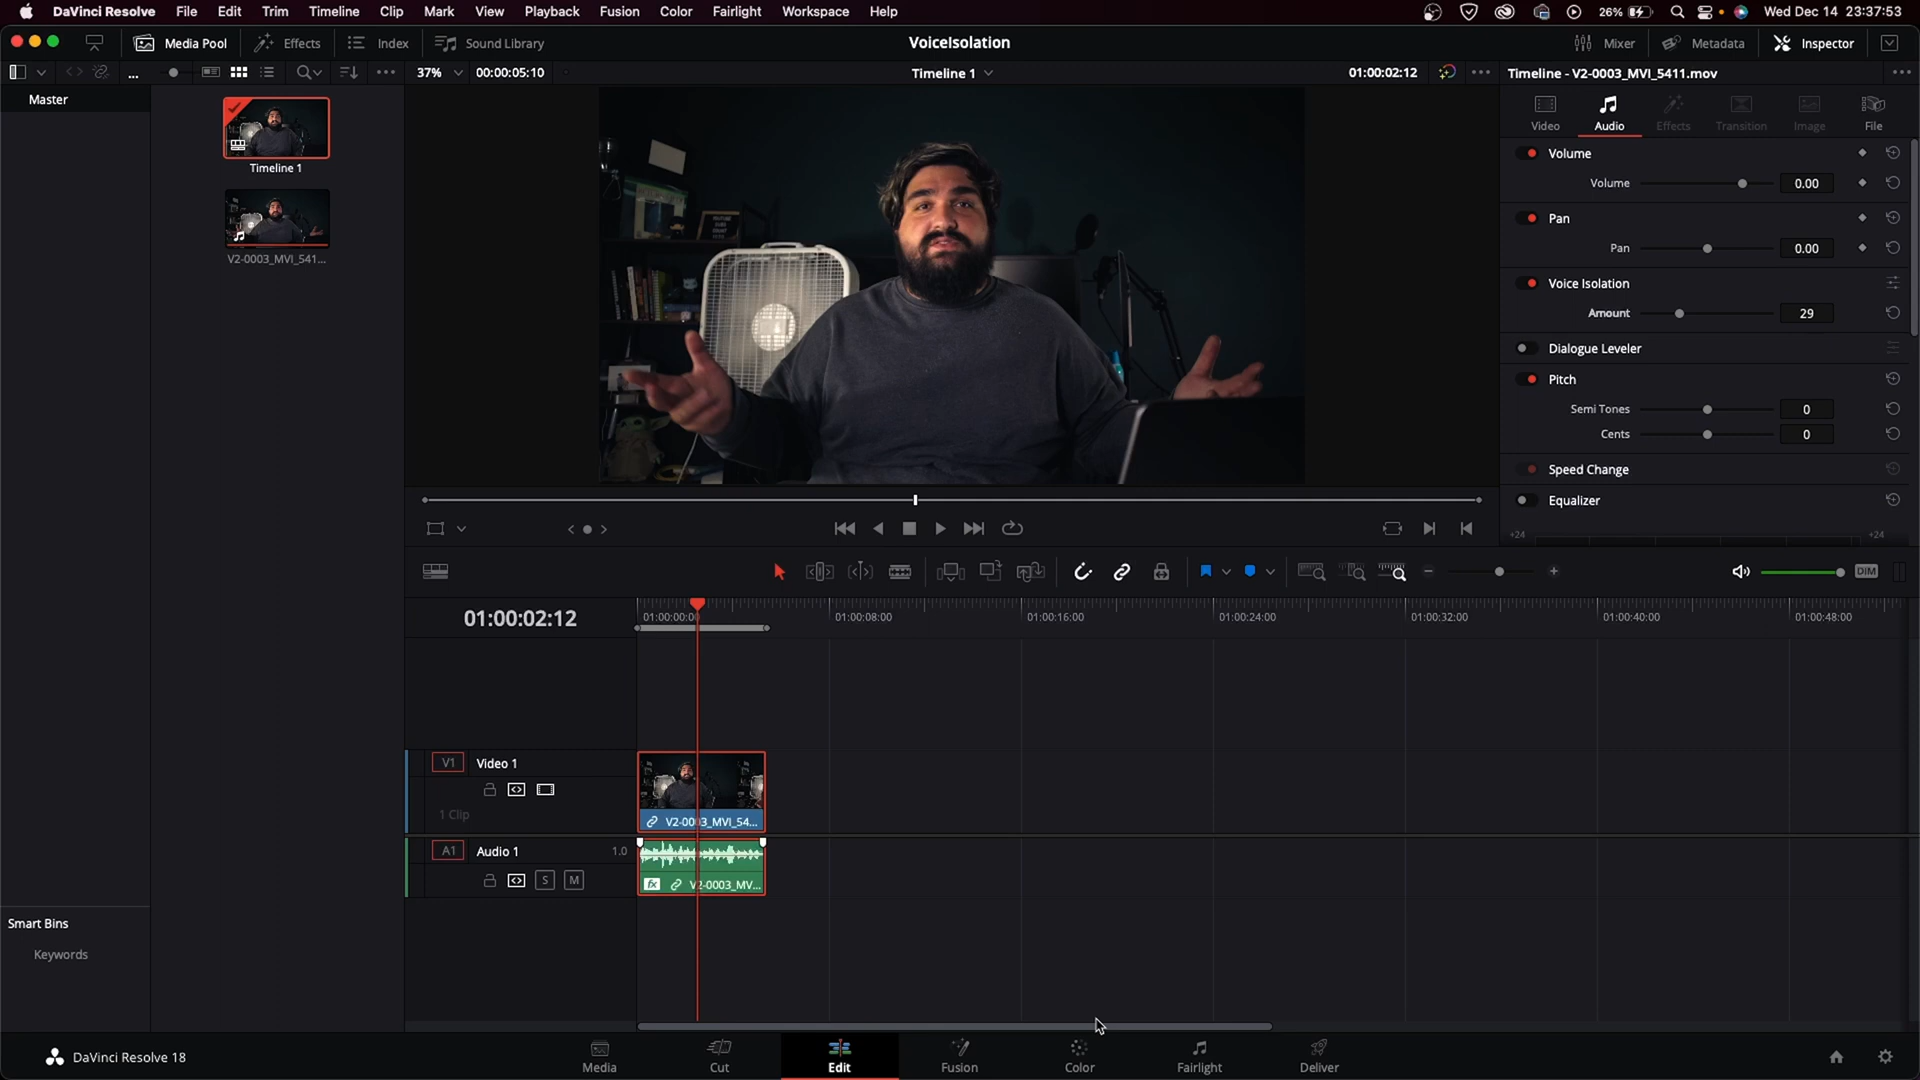 DaVinci Resolve File Edit Trim Timeline Clip Mark View Playback Fusion Color Fairlight Workspace Help 26% Wed Dec 14 23:37:53
Media Pool Effects Index Sound Library VoiceIsolation Mixer Metadata Inspector
37% 00:00:05:10 Timeline 1 01:00:02:12 Timeline - V2-0003_MVI_5411.mov
Master
Timeline 1
V2-0003_MVI_541...
Video Audio Effects Transition Image File
Volume
Volume 0.00
Pan
Pan 0.00
Voice Isolation
Amount 29
Dialogue Leveler
Pitch
Semi Tones 0
Cents 0
Speed Change
Equalizer
+24 +24
DIM
01:00:02:12
01:00:00:00 01:00:08:00 01:00:16:00 01:00:24:00 01:00:32:00 01:00:40:00 01:00:48:00
V1 Video 1
1 Clip
V2-0003_MVI_54...
A1 Audio 1 1.0
S M
fx V2-0003_MV...
Smart Bins
Keywords
DaVinci Resolve 18
Media Cut Edit Fusion Color Fairlight Deliver